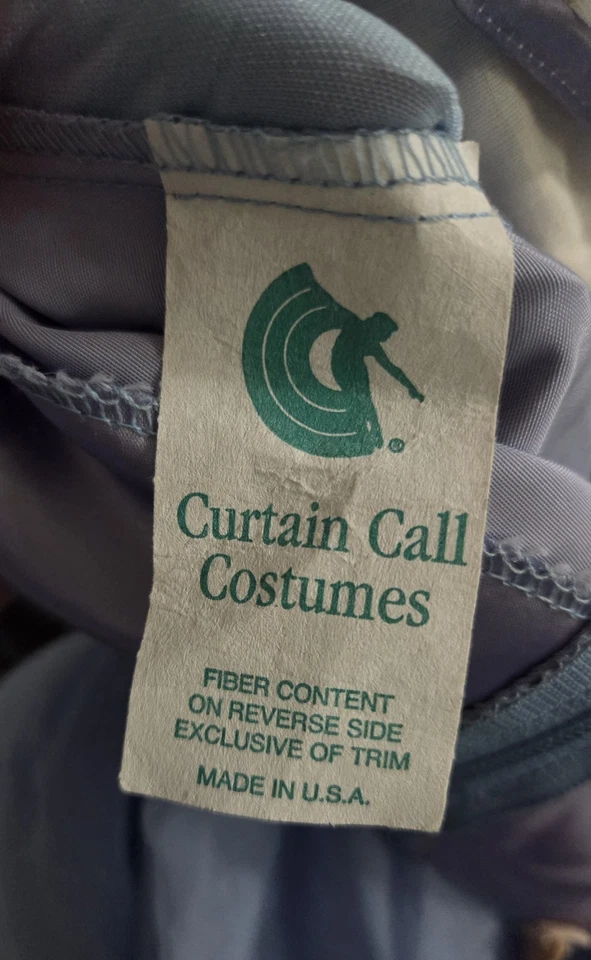 ®
Curtain Call
Costumes
FIBER CONTENT
ON REVERSE SIDE
EXCLUSIVE OF TRIM
MADE IN U.S.A.